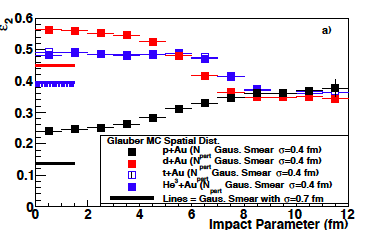 ε2
0.6
a)
0.5
0.4
0.3
0.2
0.1
0
Glauber MC Spatial Dist.
p+Au (Npart Gaus. Smear σ=0.4 fm)
d+Au (Npart Gaus. Smear σ=0.4 fm)
t+Au (Npart Gaus. Smear σ=0.4 fm)
He3+Au (Npart Gaus. Smear σ=0.4 fm)
Lines = Gaus. Smear with σ=0.7 fm
0 2 4 6 8 10 12
Impact Parameter (fm)